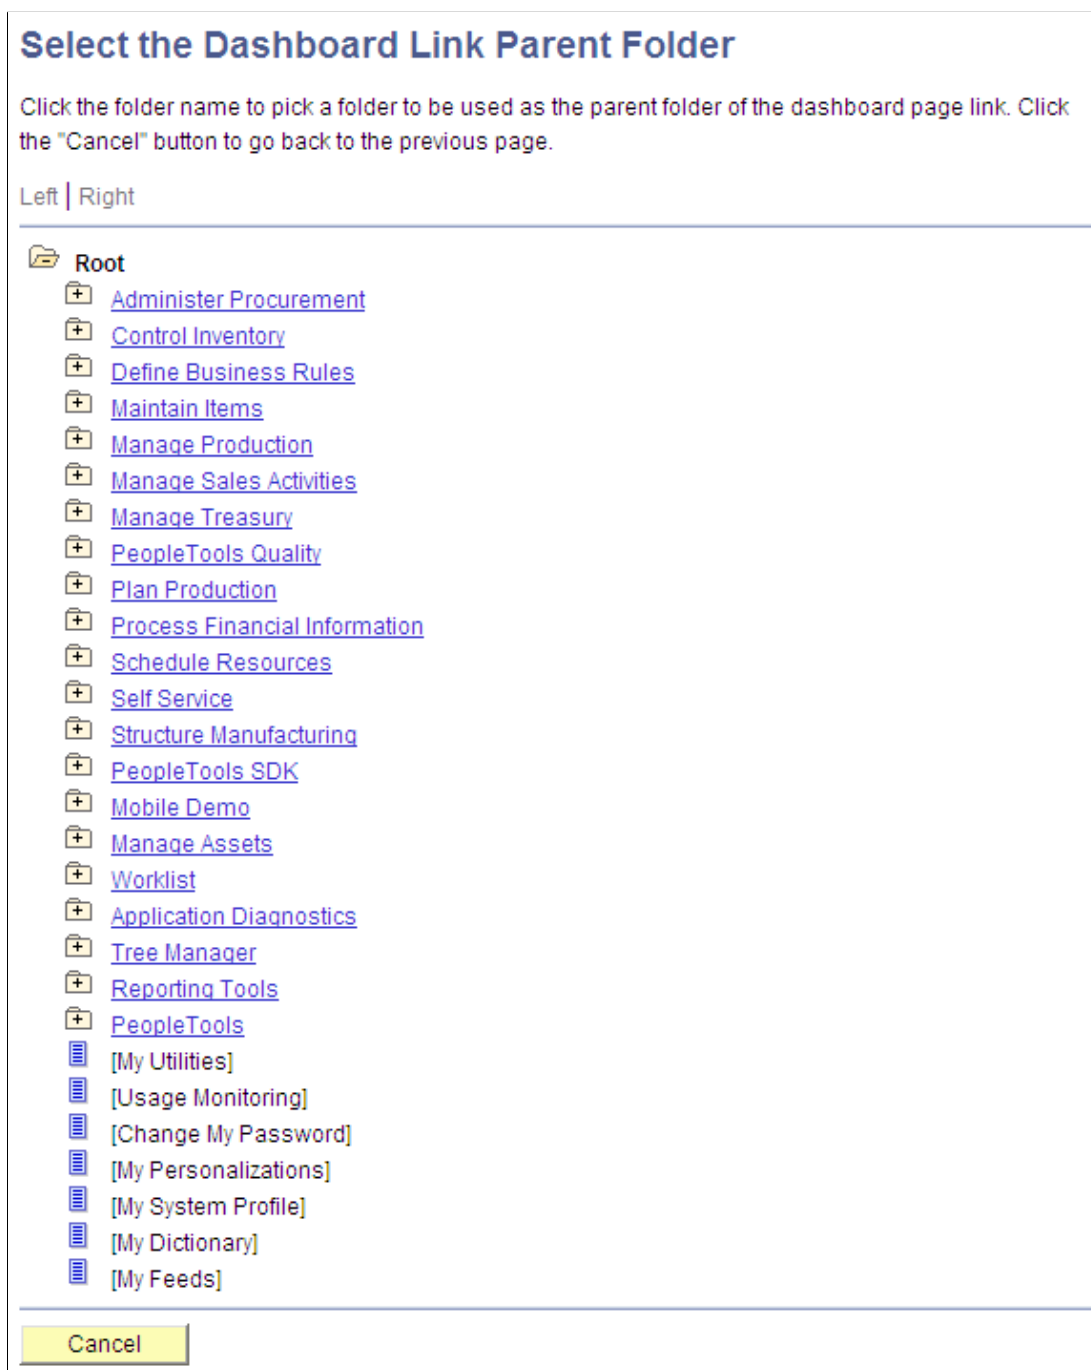 Select the Dashboard Link Parent Folder
Click the folder name to pick a folder to be used as the parent folder of the dashboard page link. Click
the "Cancel" button to go back to the previous page.
Left | Right
Root
Administer Procurement
Control Inventory
Define Business Rules
Maintain Items
Manage Production
Manage Sales Activities
Manage Treasury
PeopleTools Quality
Plan Production
Process Financial Information
Schedule Resources
Self Service
Structure Manufacturing
PeopleTools SDK
Mobile Demo
Manage Assets
Worklist
Application Diagnostics
Tree Manager
Reporting Tools
PeopleTools
[My Utilities]
[Usage Monitoring]
[Change My Password]
[My Personalizations]
[My System Profile]
[My Dictionary]
[My Feeds]
Cancel